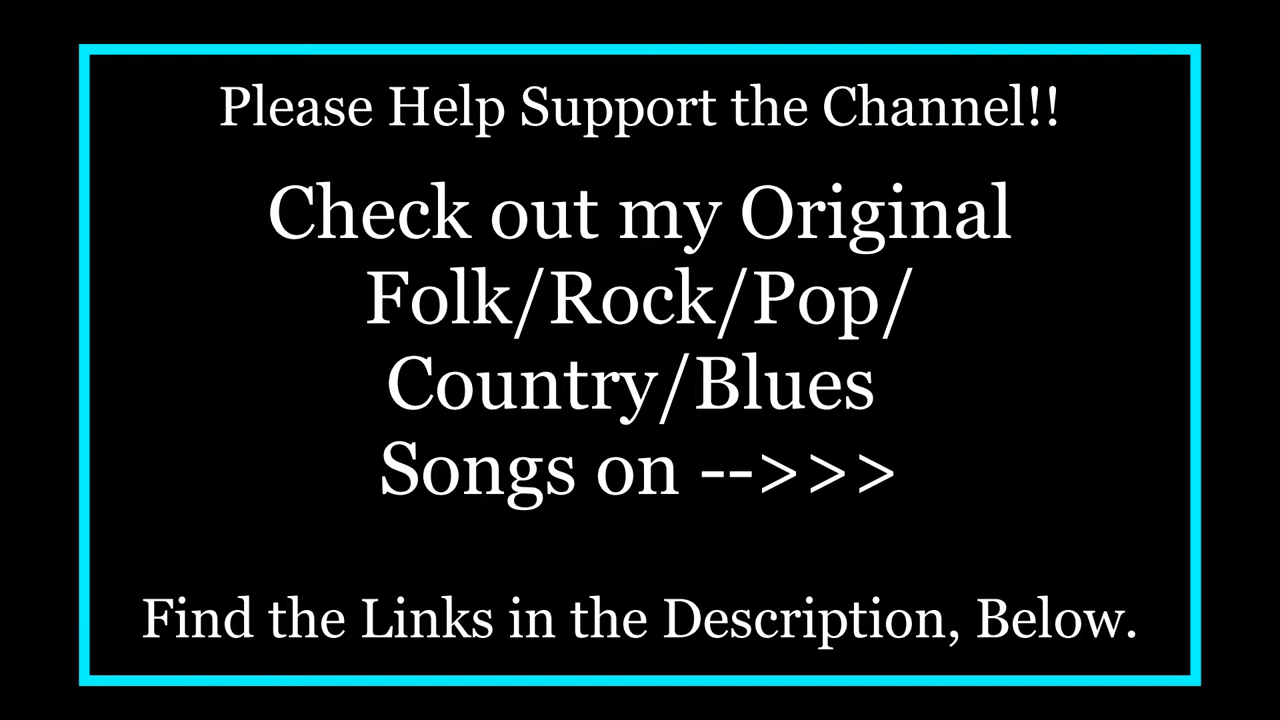 Please Help Support the Channel!!
Check out my Original
Folk/Rock/Pop/
Country/Blues
Songs on -->>>
Find the Links in the Description, Below.